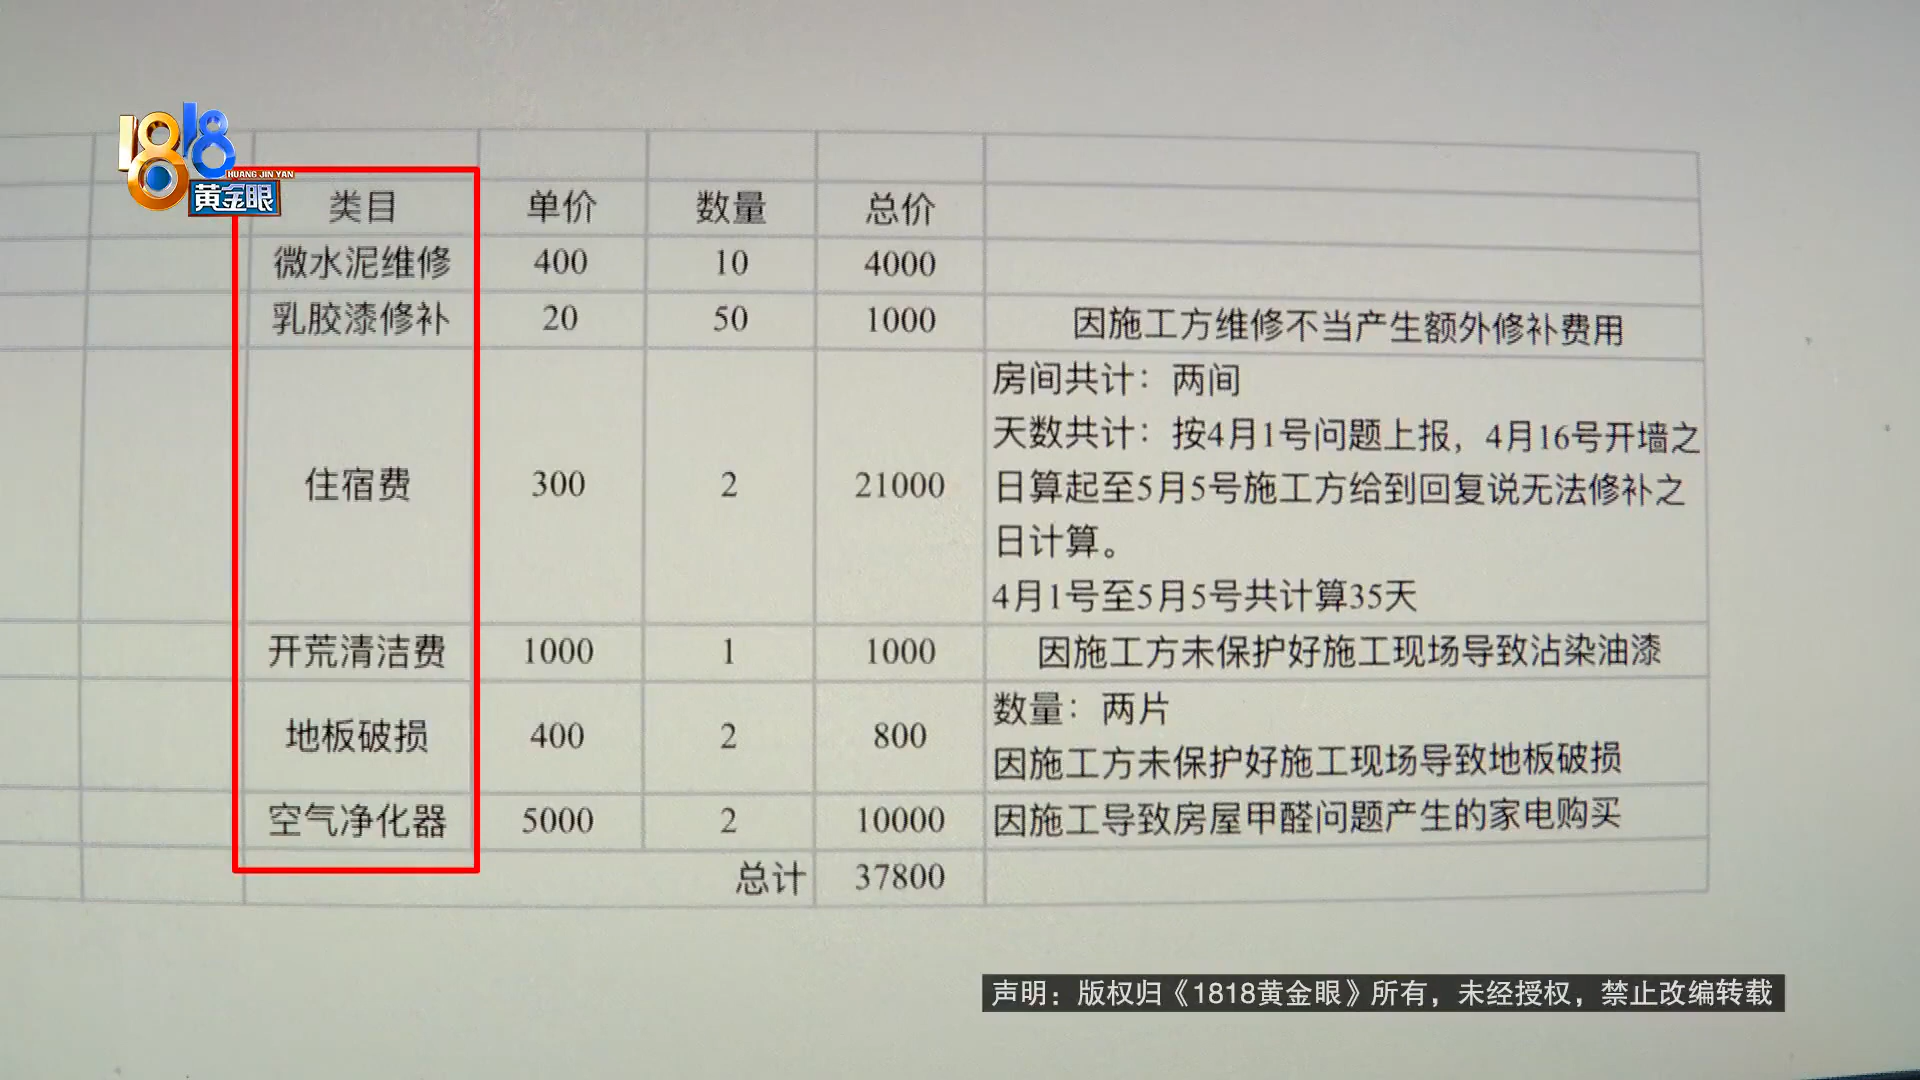 1818
HUANG JIN YAN
黄金眼
类目 单价 数量 总价
微水泥维修 400 10 4000
乳胶漆修补 20 50 1000 因施工方维修不当产生额外修补费用
住宿费 300 2 21000
房间共计：两间
天数共计：按4月1号问题上报，4月16号开墙之
日算起至5月5号施工方给到回复说无法修补之
日计算。
4月1号至5月5号共计算35天
开荒清洁费 1000 1 1000 因施工方未保护好施工现场导致沾染油漆
地板破损 400 2 800
数量：两片
因施工方未保护好施工现场导致地板破损
空气净化器 5000 2 10000 因施工导致房屋甲醛问题产生的家电购买
总计 37800
声明：版权归《1818黄金眼》所有，未经授权，禁止改编转载